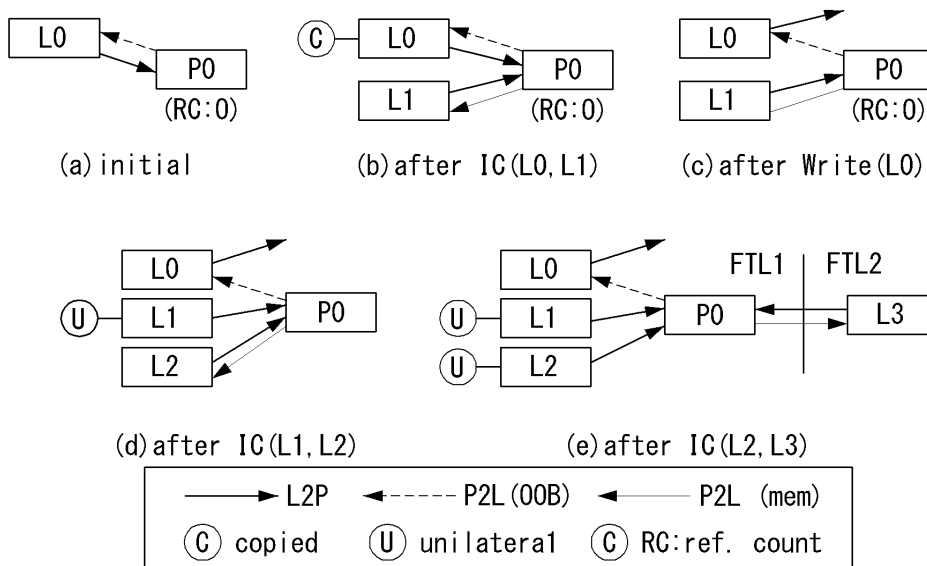 L0
P0
(RC:0)
(a)initial
C
L0
L1
P0
(RC:0)
(b)after IC(L0,L1)
L0
L1
P0
(RC:0)
(c)after Write(L0)
L0
U
L1
L2
P0
(d)after IC(L1,L2)
L0
U
L1
U
L2
P0
FTL1
FTL2
L3
(e)after IC(L2,L3)
L2P
P2L(OOB)
P2L (mem)
C copied
U unilateral
C RC:ref. count